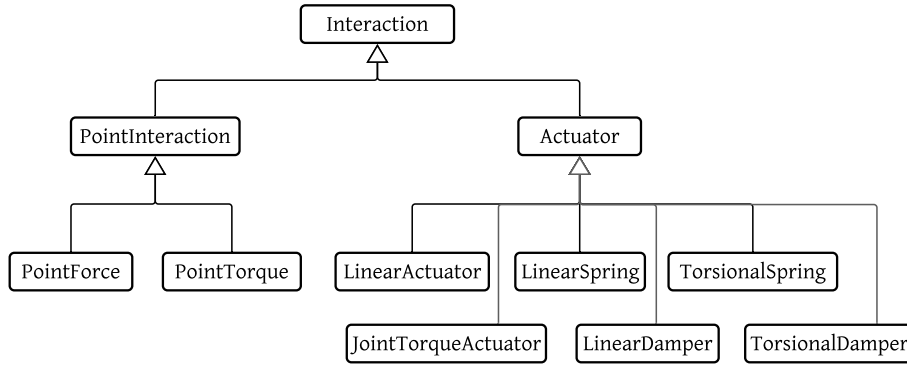 Interaction
PointInteraction
Actuator
PointForce
PointTorque
LinearActuator
LinearSpring
TorsionalSpring
JointTorqueActuator
LinearDamper
TorsionalDamper